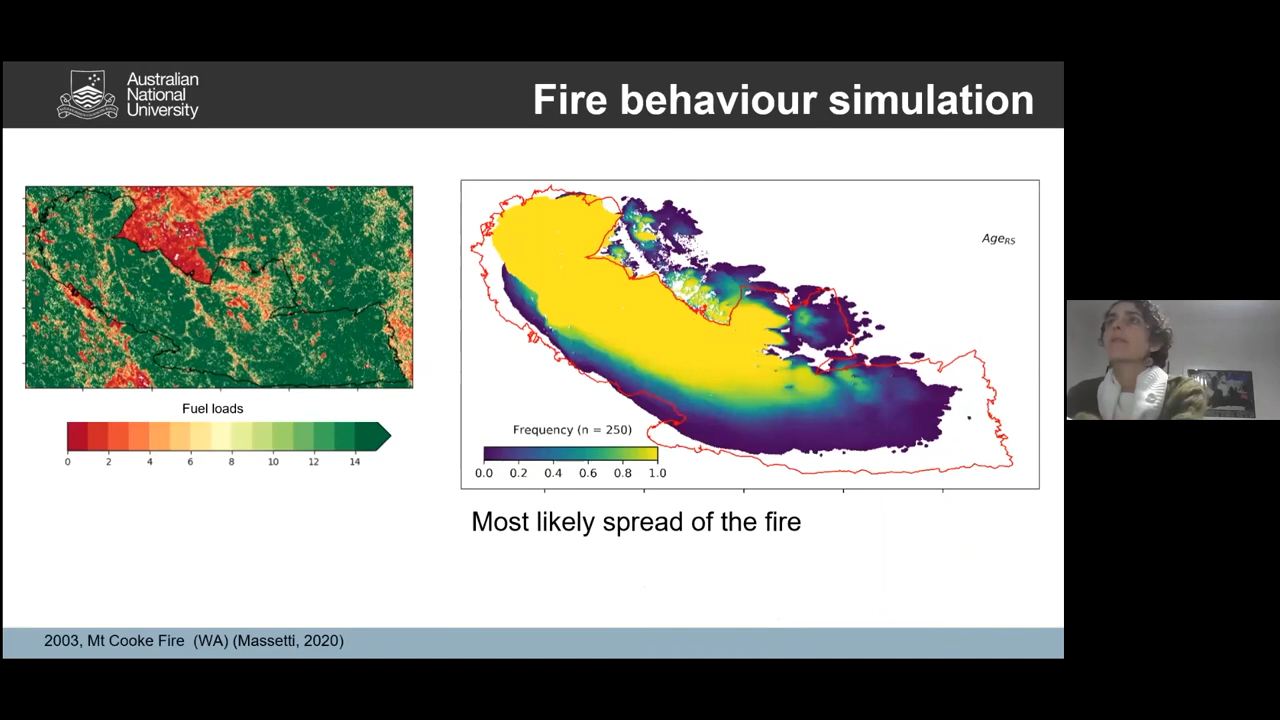 Australian
National
University
Fire behaviour simulation
Fuel loads
0 2 4 6 8 10 12 14
AgeRS
Frequency (n = 250)
0.0 0.2 0.4 0.6 0.8 1.0
Most likely spread of the fire
2003, Mt Cooke Fire (WA) (Massetti, 2020)